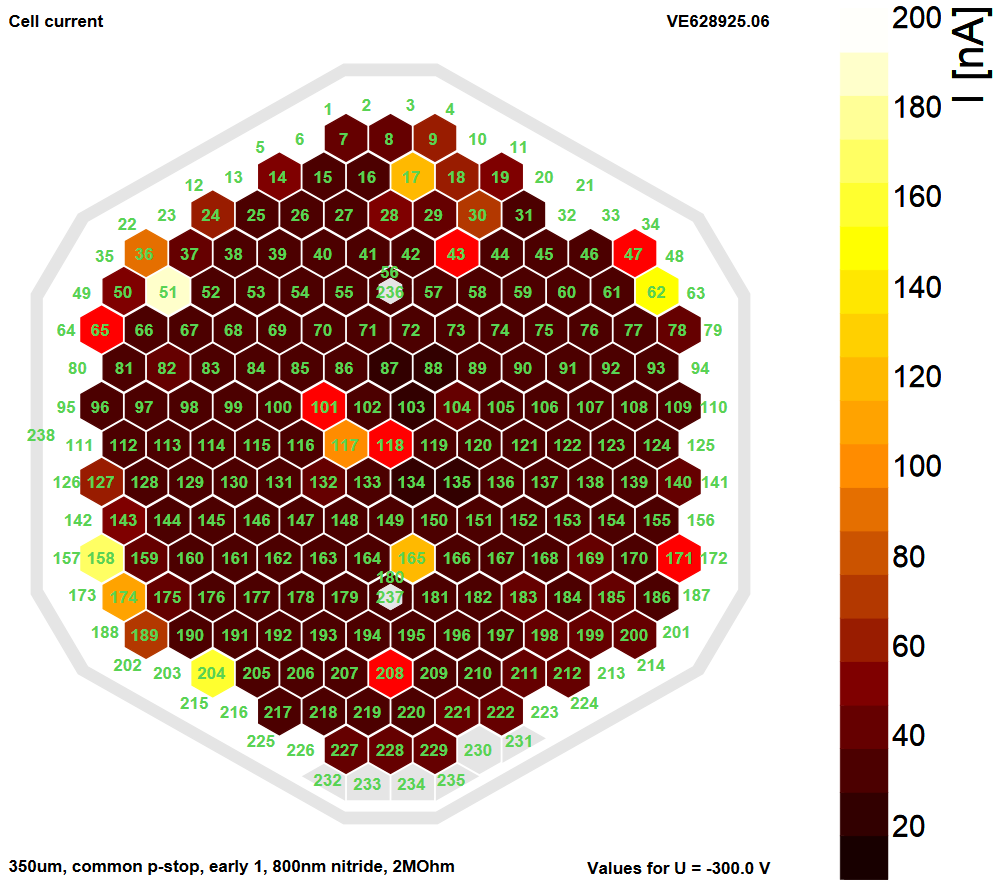 Cell current
VE628925.06
200
I [nA]
180
160
140
120
100
80
60
40
20
1 2 3 4
5 6 7 8 9 10 11
12 13 14 15 16 17 18 19 20 21
22 23 24 25 26 27 28 29 30 31 32 33 34
35 36 37 38 39 40 41 42 43 44 45 46 47 48
49 50 51 52 53 54 55 56 236 57 58 59 60 61 62 63
64 65 66 67 68 69 70 71 72 73 74 75 76 77 78 79
80 81 82 83 84 85 86 87 88 89 90 91 92 93 94
95 96 97 98 99 100 101 102 103 104 105 106 107 108 109 110
238 111 112 113 114 115 116 117 118 119 120 121 122 123 124 125
126 127 128 129 130 131 132 133 134 135 136 137 138 139 140 141
142 143 144 145 146 147 148 149 150 151 152 153 154 155 156
157 158 159 160 161 162 163 164 165 166 167 168 169 170 171 172
173 174 175 176 177 178 179 180 237 181 182 183 184 185 186 187
188 189 190 191 192 193 194 195 196 197 198 199 200 201
202 203 204 205 206 207 208 209 210 211 212 213 214
215 216 217 218 219 220 221 222 223 224
225 226 227 228 229 230 231
232 233 234 235
350um, common p-stop, early 1, 800nm nitride, 2MOhm
Values for U = -300.0 V